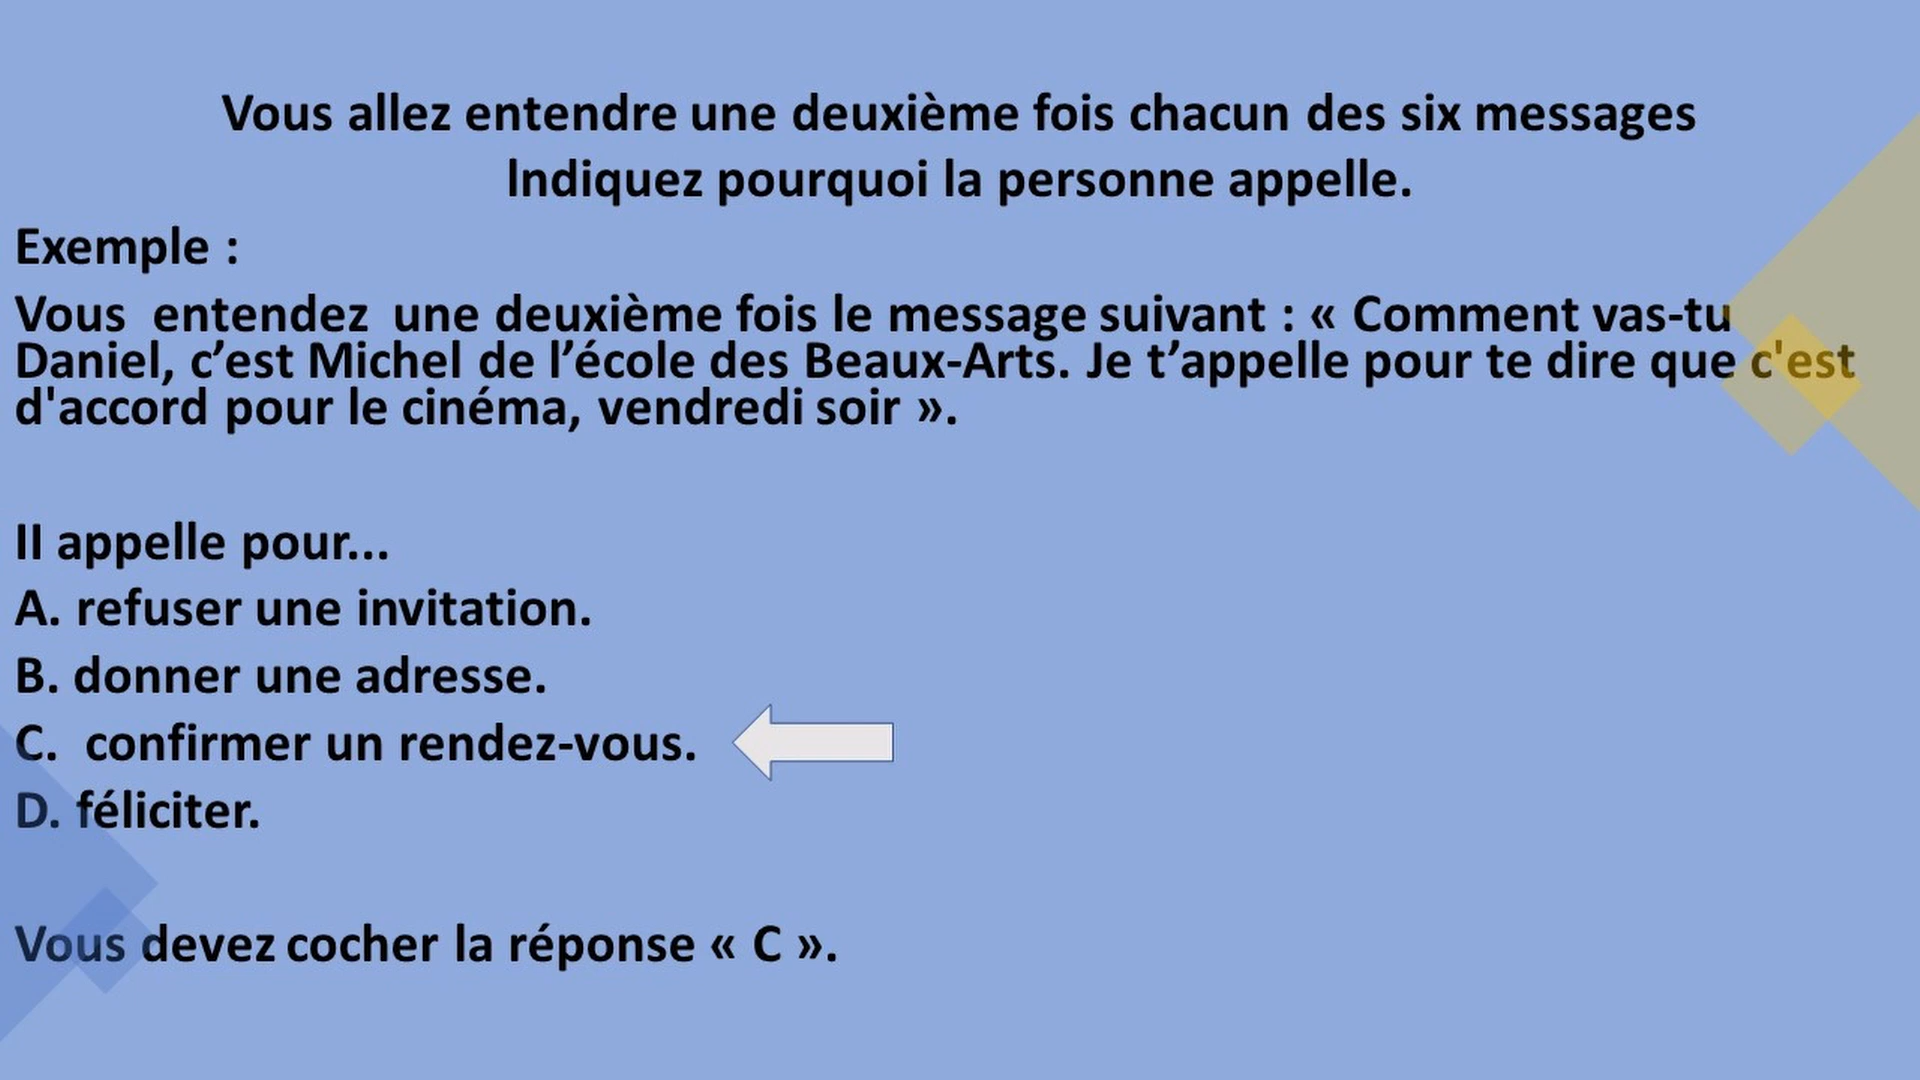 Vous allez entendre une deuxième fois chacun des six messages
Indiquez pourquoi la personne appelle.
Exemple :
Vous entendez une deuxième fois le message suivant : « Comment vas-tu
Daniel, c’est Michel de l’école des Beaux-Arts. Je t’appelle pour te dire que c'est
d'accord pour le cinéma, vendredi soir ».
II appelle pour...
A. refuser une invitation.
B. donner une adresse.
C. confirmer un rendez-vous.
D. féliciter.
Vous devez cocher la réponse « C ».